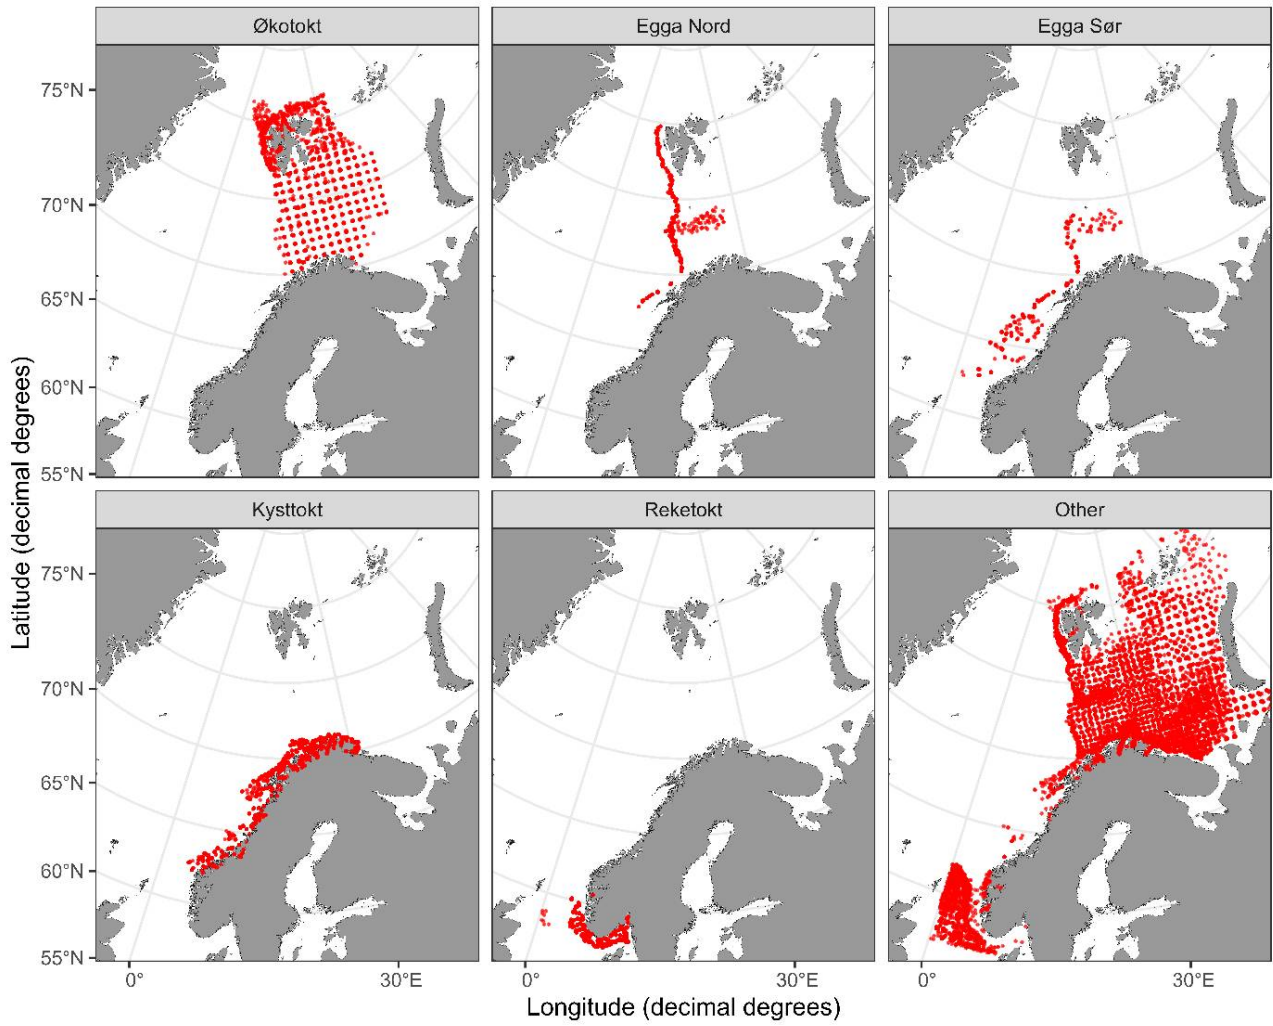 Økotokt
Egga Nord
Egga Sør
75°N
70°N
65°N
60°N
55°N
Kysttokt
Reketokt
Other
75°N
70°N
65°N
60°N
55°N
0°
30°E
0°
30°E
0°
30°E
Latitude (decimal degrees)
Longitude (decimal degrees)